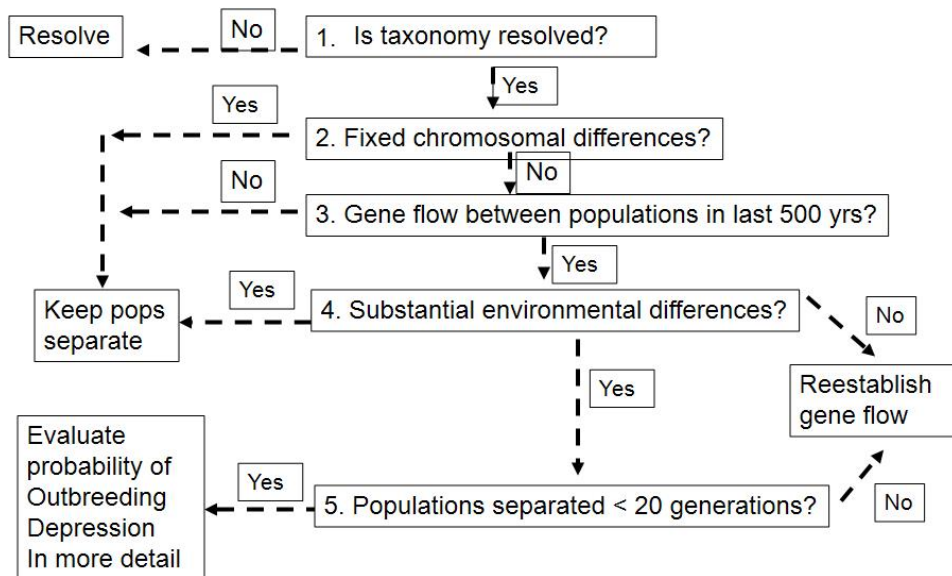 No
Resolve
1. Is taxonomy resolved?
Yes
Yes
2. Fixed chromosomal differences?
No
No
3. Gene flow between populations in last 500 yrs?
Yes
Yes
Keep pops
separate
4. Substantial environmental differences?
No
Yes
Reestablish
gene flow
Evaluate
probability of
Outbreeding
Depression
In more detail
Yes
5. Populations separated < 20 generations?
No